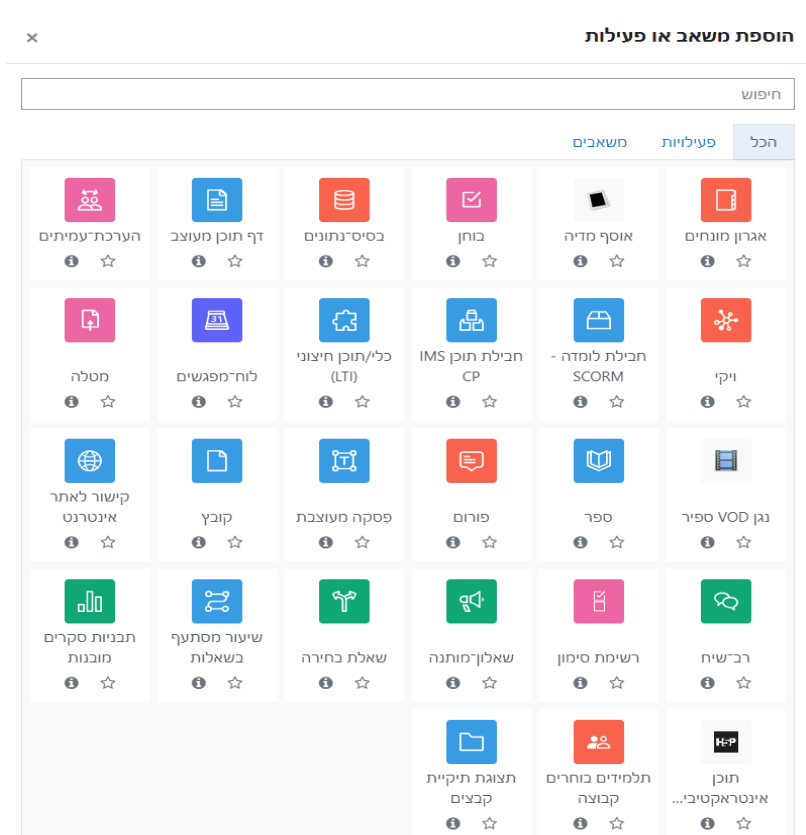 הוספת משאב או פעילות
×
חיפוש
הכל
פעילויות
משאבים
אגרון מונחים
אוסף מדיה
בוחן
בסיס־נתונים
דף תוכן מעוצב
הערכת־עמיתים
ויקי
חבילת לומדה -
SCORM
חבילת תוכן IMS
CP
כלי/תוכן חיצוני
(LTI)
31
לוח־מפגשים
מטלה
נגן VOD ספיר
ספר
פורום
T
פסקה מעוצבת
קובץ
קישור לאתר
אינטרנט
רב־שיח
רשימת סימון
שאלון־מותנה
שאלת בחירה
שיעור מסתעף
בשאלות
תבניות סקרים
מובנות
H5P
תוכן
אינטראקטיבי...
תלמידים בוחרים
קבוצה
תצוגת תיקיית
קבצים